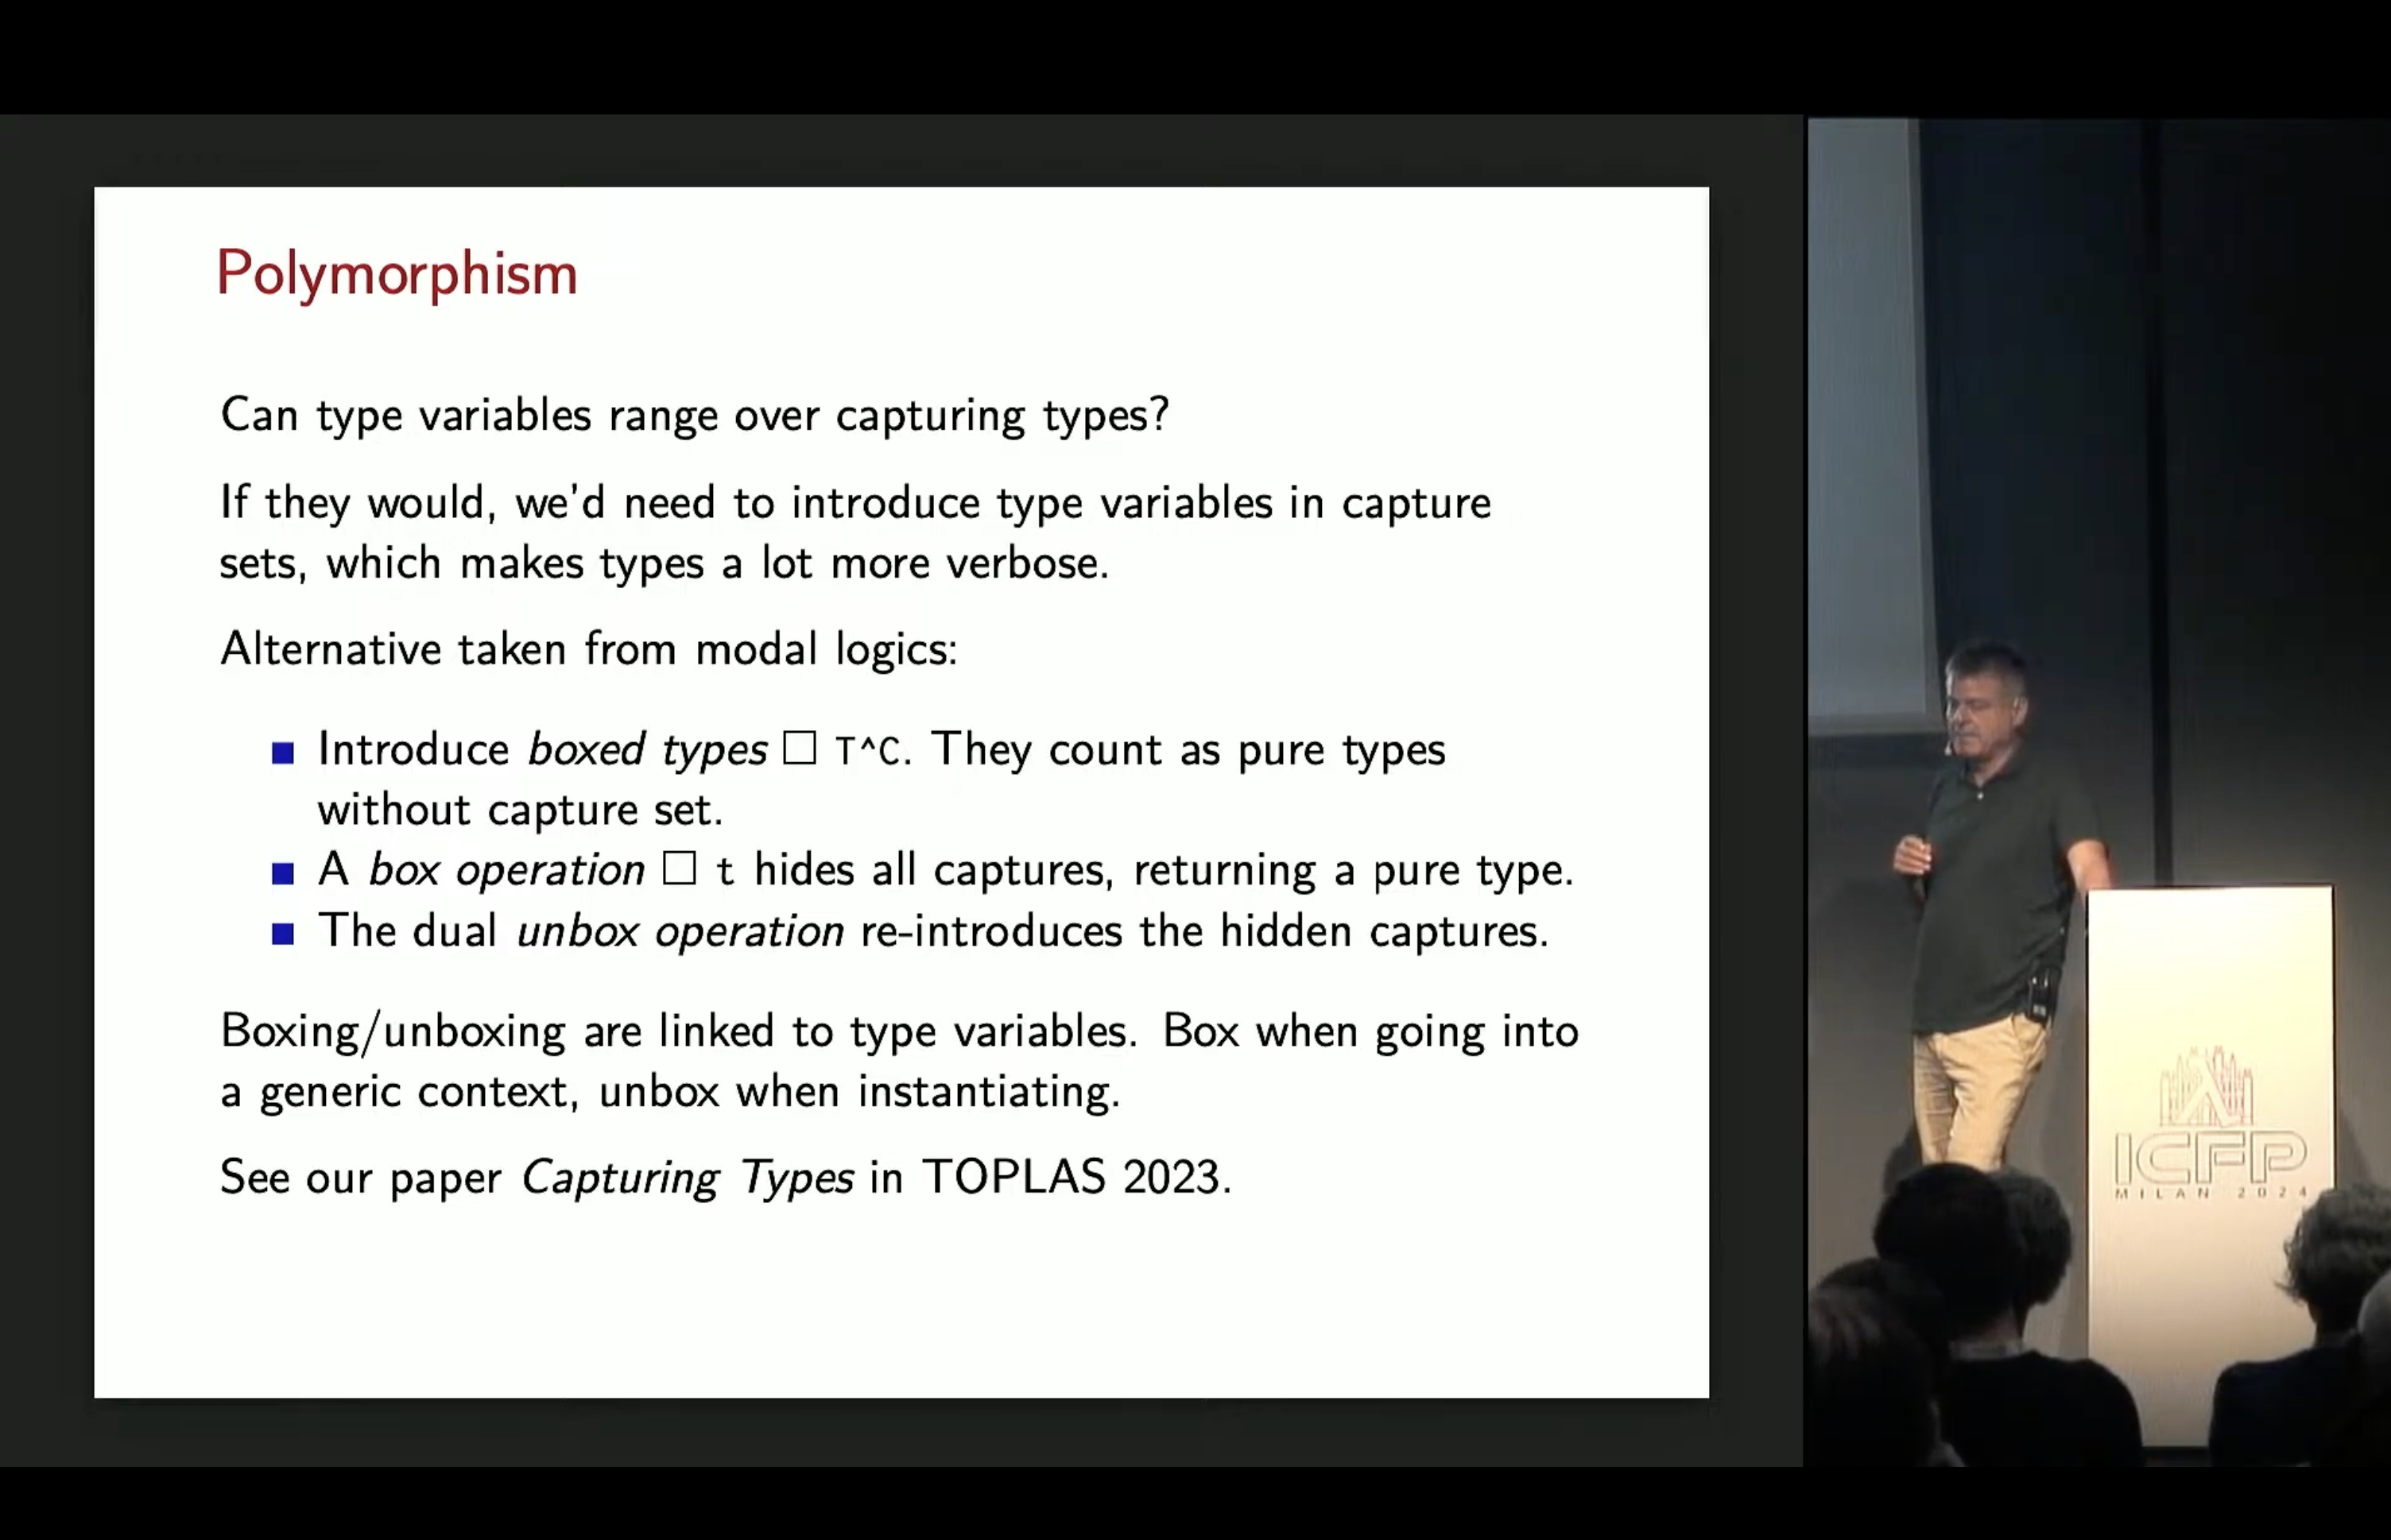 Polymorphism
Can type variables range over capturing types?
If they would, we'd need to introduce type variables in capture
sets, which makes types a lot more verbose.
Alternative taken from modal logics:
■ Introduce boxed types □ T^C. They count as pure types
without capture set.
■ A box operation □ t hides all captures, returning a pure type.
■ The dual unbox operation re-introduces the hidden captures.
Boxing/unboxing are linked to type variables. Box when going into
a generic context, unbox when instantiating.
See our paper Capturing Types in TOPLAS 2023.
ICFP
MILAN 2024